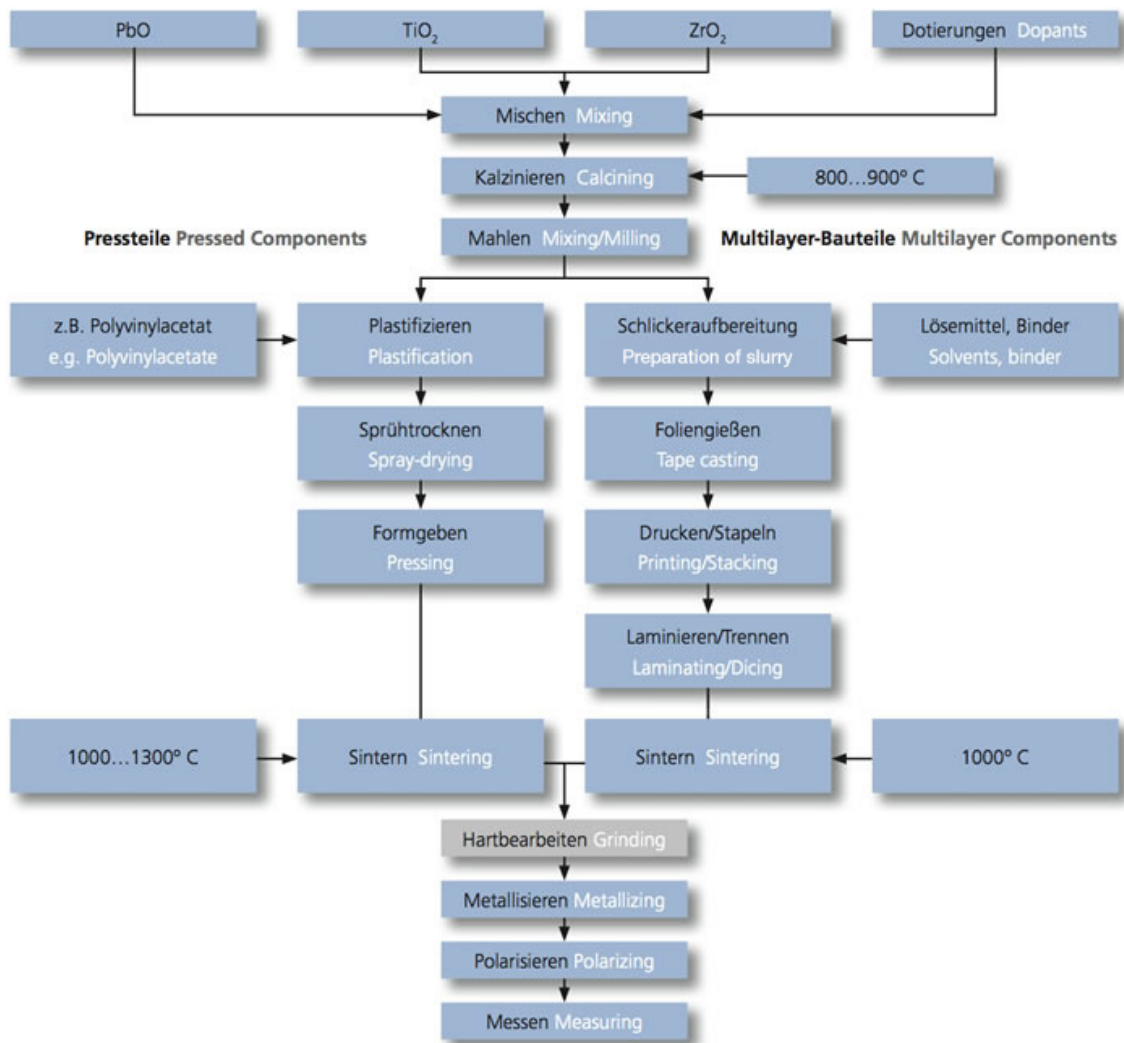 PbO
TiO₂
ZrO₂
Dotierungen Dopants
Mischen Mixing
Kalzinieren Calcining
800…900° C
Pressteile Pressed Components
Mahlen Mixing/Milling
Multilayer-Bauteile Multilayer Components
z.B. Polyvinylacetat
e.g. Polyvinylacetate
Plastifizieren
Plastification
Schlickeraufbereitung
Preparation of slurry
Lösemittel, Binder
Solvents, binder
Sprühtrocknen
Spray-drying
Foliengießen
Tape casting
Formgeben
Pressing
Drucken/Stapeln
Printing/Stacking
Laminieren/Trennen
Laminating/Dicing
1000…1300° C
Sintern Sintering
Sintern Sintering
1000° C
Hartbearbeiten Grinding
Metallisieren Metallizing
Polarisieren Polarizing
Messen Measuring